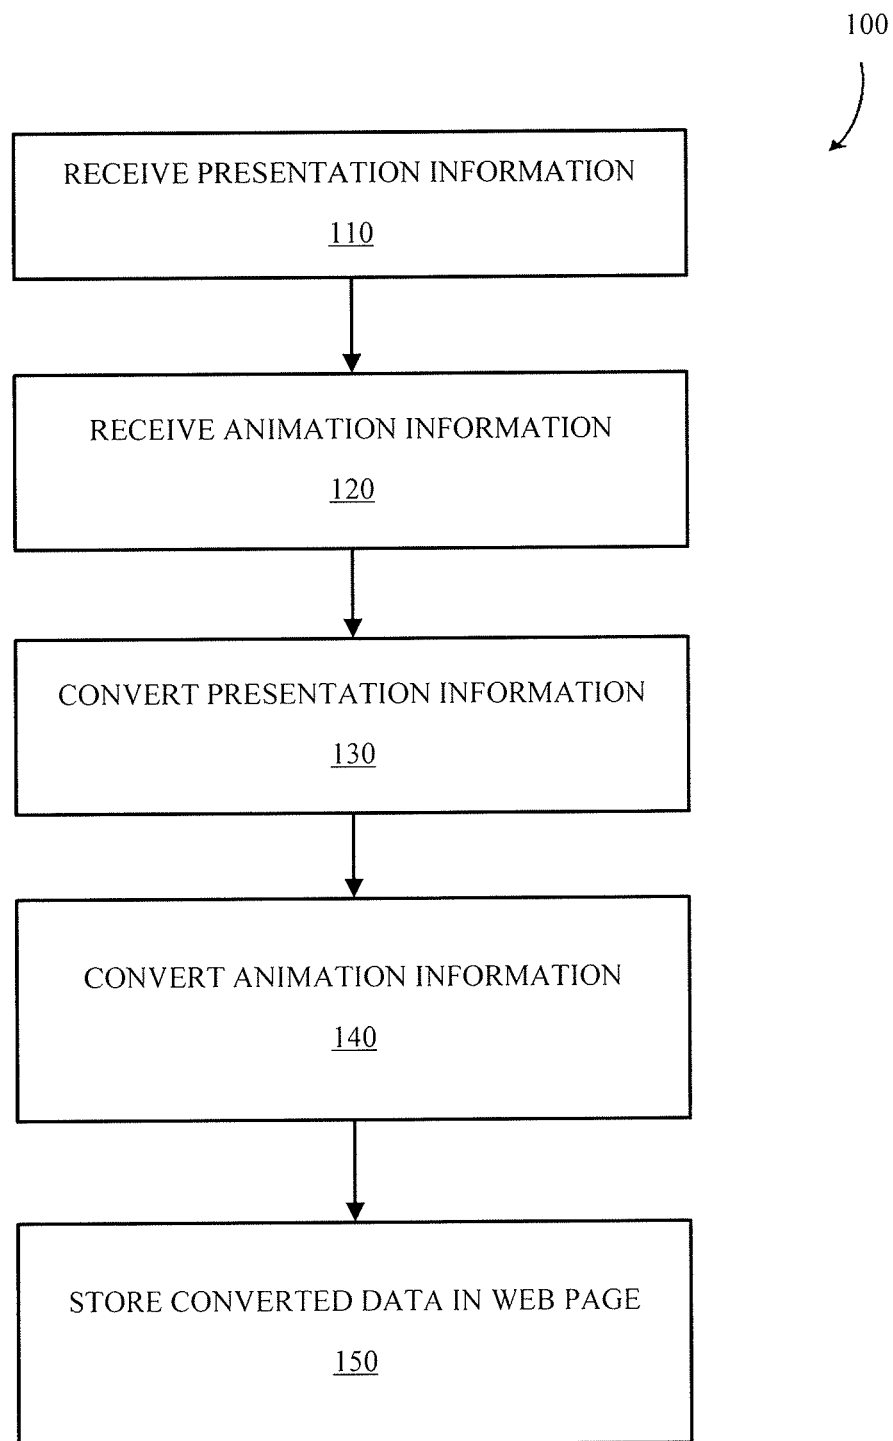 100
RECEIVE PRESENTATION INFORMATION
110
RECEIVE ANIMATION INFORMATION
120
CONVERT PRESENTATION INFORMATION
130
CONVERT ANIMATION INFORMATION
140
STORE CONVERTED DATA IN WEB PAGE
150